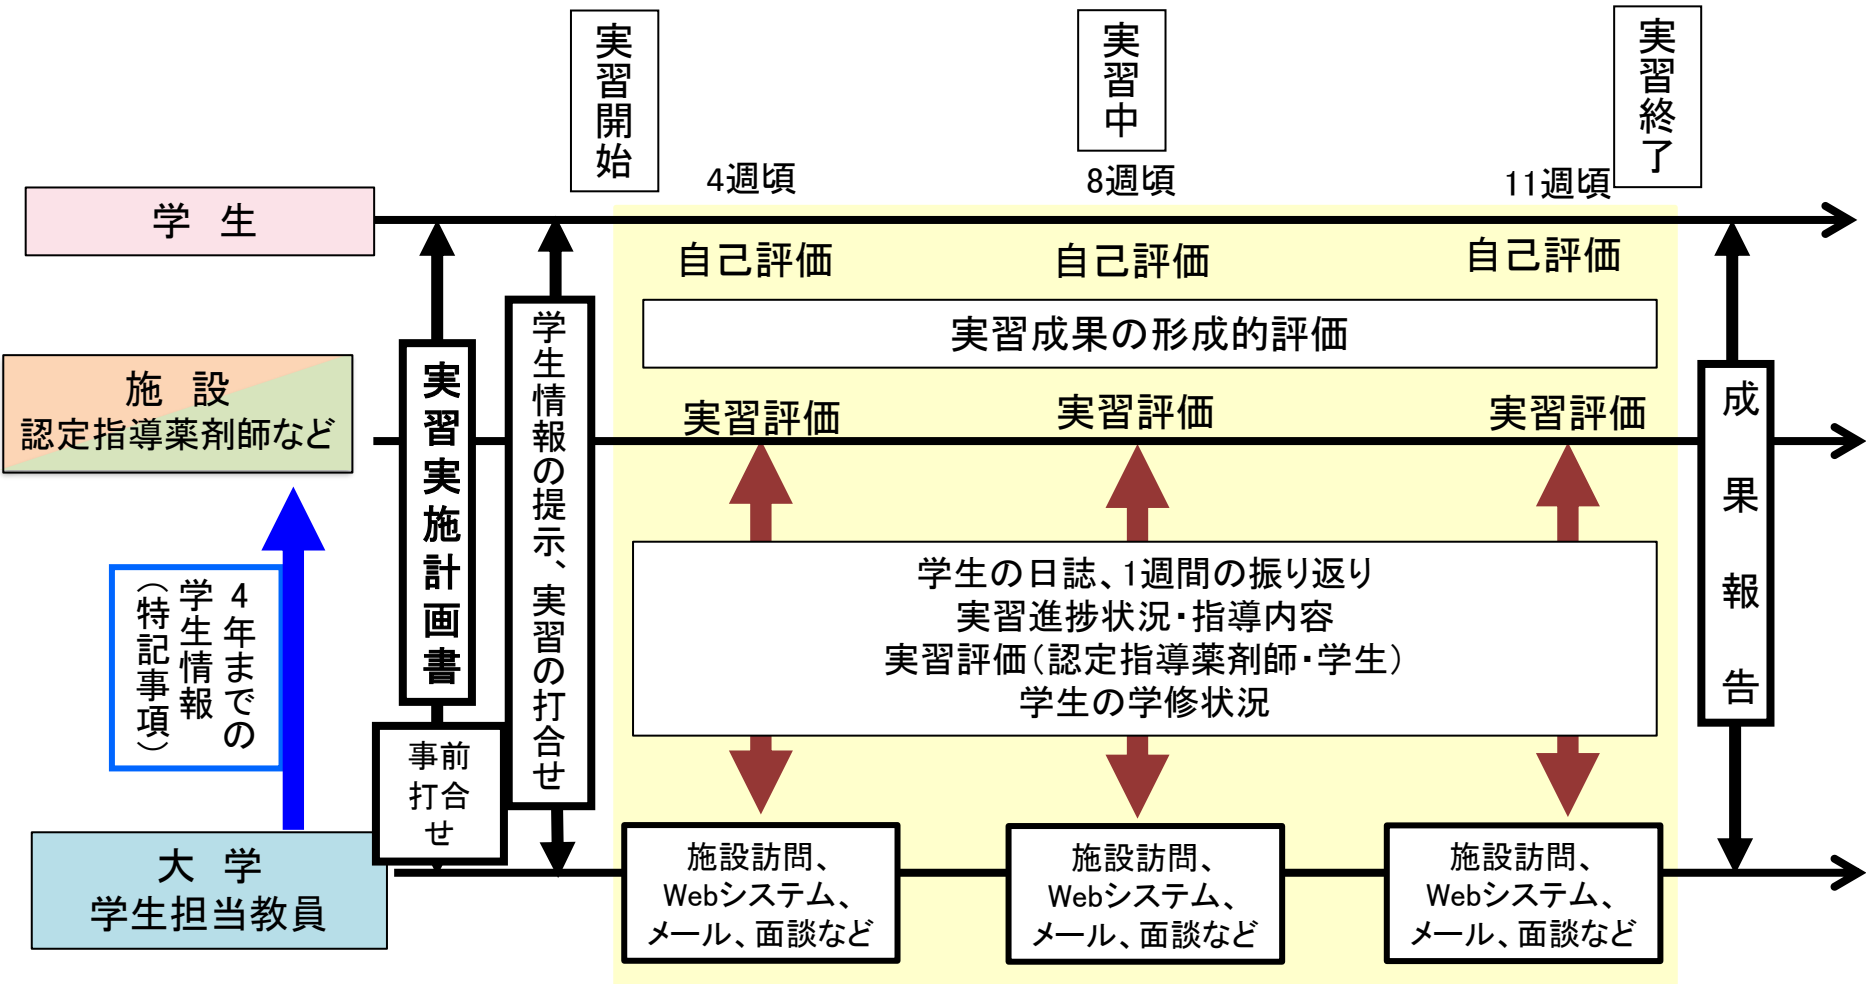 実習開始
実習中
実習終了
4週頃
8週頃
11週頃
学　生
自己評価
自己評価
自己評価
実習成果の形成的評価
施　設
認定指導薬剤師など
実習評価
実習評価
実習評価
実習実施計画書
学生情報の提示、実習の打合せ
成果報告
4年までの
学生情報
（特記事項）
学生の日誌、1週間の振り返り
実習進捗状況・指導内容
実習評価（認定指導薬剤師・学生）
学生の学修状況
事前
打合
せ
大　学
学生担当教員
施設訪問、
Webシステム、
メール、面談など
施設訪問、
Webシステム、
メール、面談など
施設訪問、
Webシステム、
メール、面談など